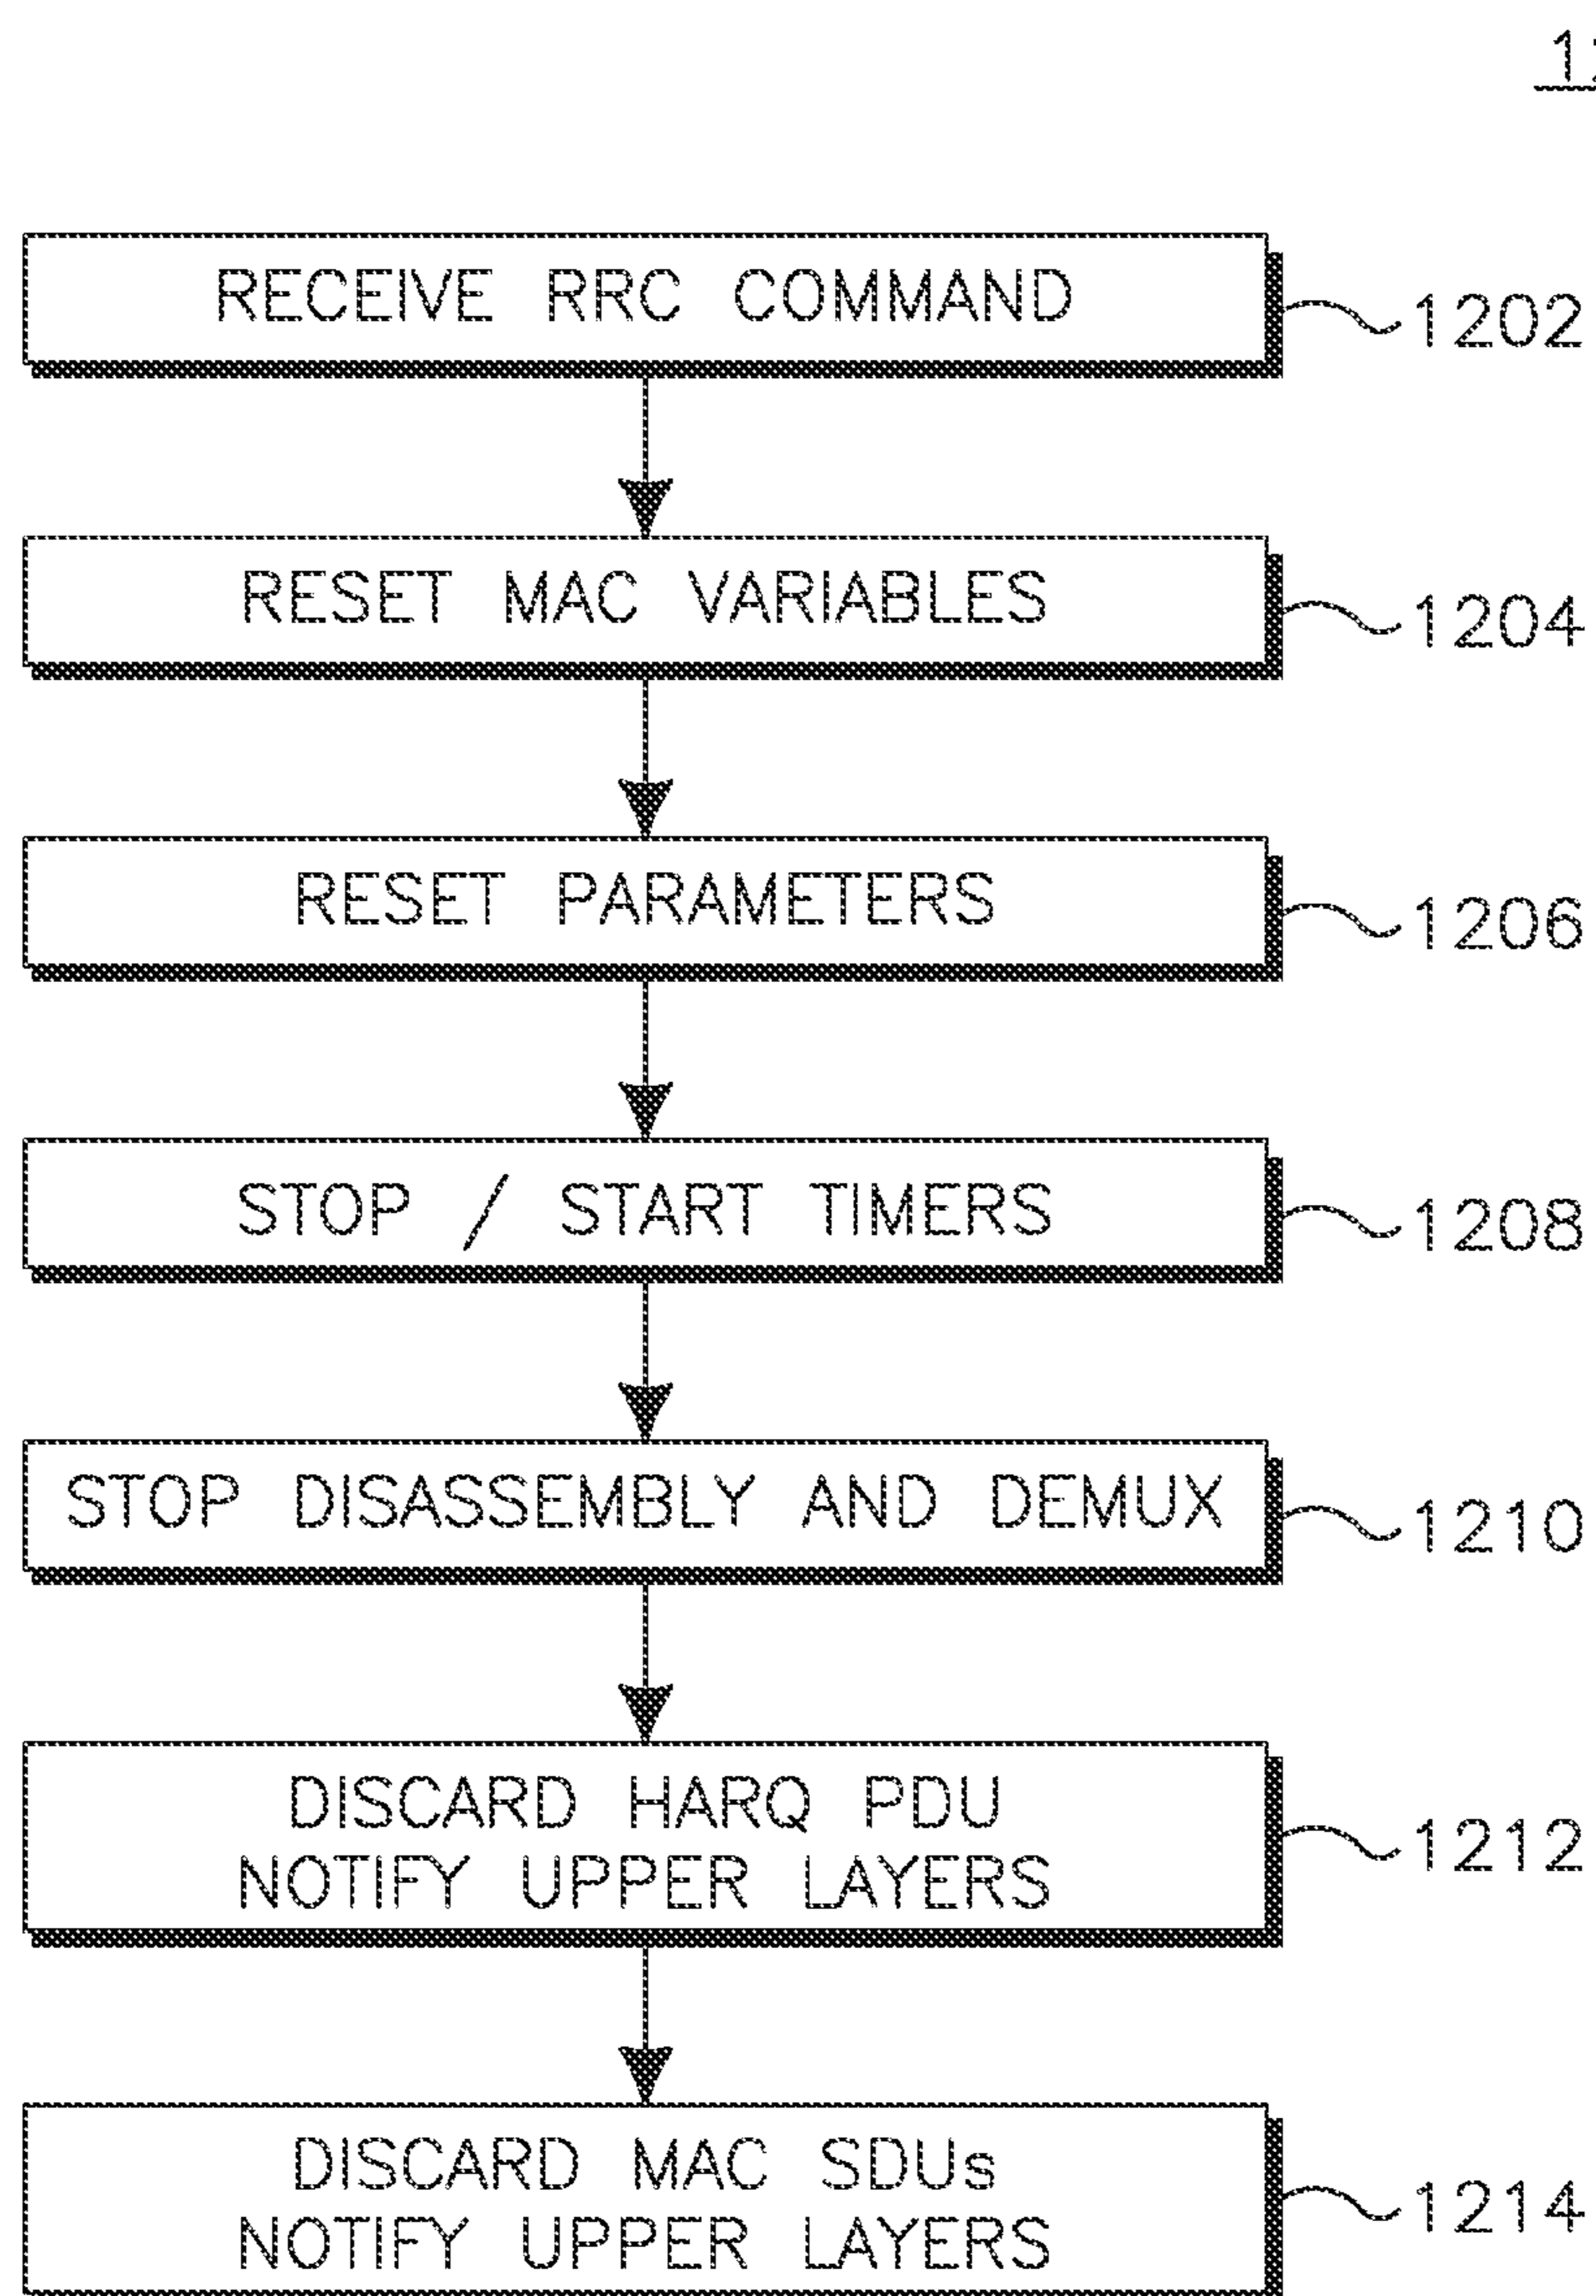 RECEIVE RRC COMMAND
1202
RESET MAC VARIABLES
1204
RESET PARAMETERS
1206
STOP / START TIMERS
1208
STOP DISASSEMBLY AND DEMUX
1210
DISCARD HARQ PDU
NOTIFY UPPER LAYERS
1212
DISCARD MAC SDUs
NOTIFY UPPER LAYERS
1214